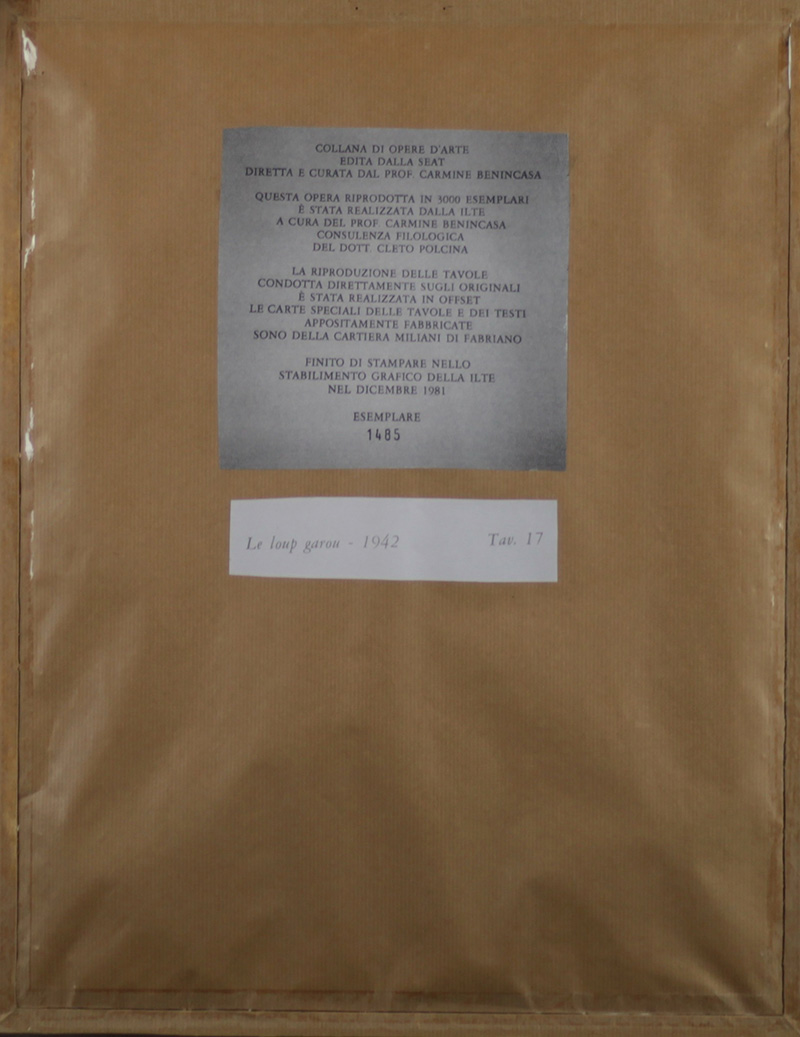 COLLANA DI OPERE D'ARTE
EDITA DALLA SEAT
DIRETTA E CURATA DAL PROF. CARMINE BENINCASA
QUESTA OPERA RIPRODOTTA IN 3000 ESEMPLARI
È STATA REALIZZATA DALLA ILTE
A CURA DEL PROF. CARMINE BENINCASA
CONSULENZA FILOLOGICA
DEL DOTT. CLETO POLCINA
LA RIPRODUZIONE DELLE TAVOLE
CONDOTTA DIRETTAMENTE SUGLI ORIGINALI
È STATA REALIZZATA IN OFFSET
LE CARTE SPECIALI DELLE TAVOLE E DEI TESTI
APPOSITAMENTE FABBRICATE
SONO DELLA CARTIERA MILIANI DI FABRIANO
FINITO DI STAMPARE NELLO
STABILIMENTO GRAFICO DELLA ILTE
NEL DICEMBRE 1981
ESEMPLARE
1485
Le loup garou - 1942 Tav. 17